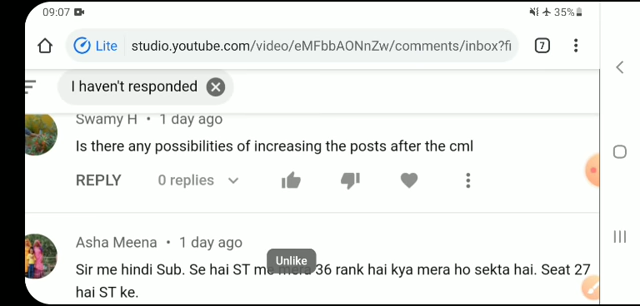 09:07 35%
Lite studio.youtube.com/video/eMFbbAONnZw/comments/inbox?fi 7
I haven't responded
Swamy H • 1 day ago
Is there any possibilities of increasing the posts after the cml
REPLY 0 replies
Asha Meena • 1 day ago
Unlike
Sir me hindi Sub. Se hai ST me mera 36 rank hai kya mera ho sekta hai. Seat 27
hai ST ke.